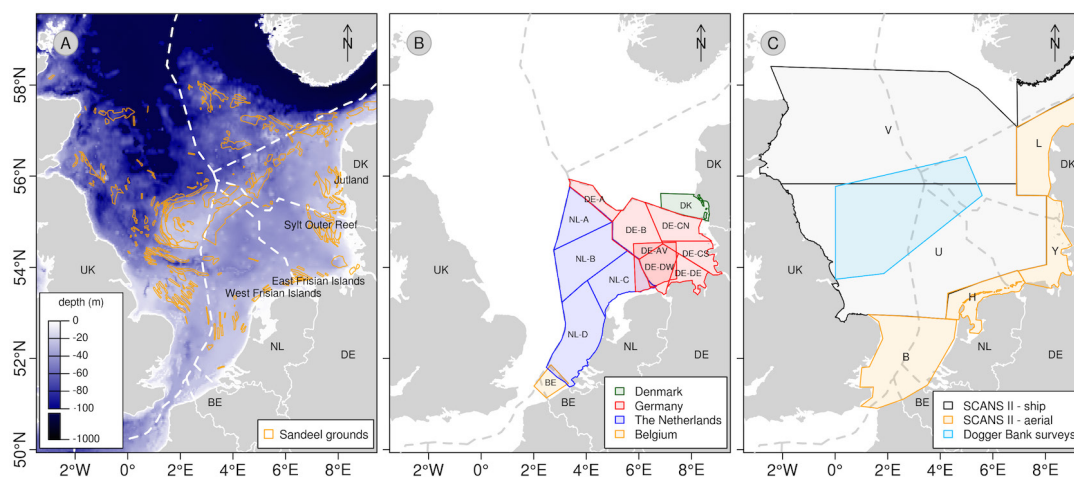 A
N
58°N
56°N
54°N
52°N
50°N
DK
Jutland
Sylt Outer Reef
East Frisian Islands
West Frisian Islands
UK
NL
DE
BE
depth (m)
0
-20
-40
-60
-80
-100
-1000
Sandeel grounds
2°W
0°
2°E
4°E
6°E
8°E
B
N
DK
DE-A
DK
NL-A
DE-B
DE-CN
DE-AV
DE-CS
NL-B
DE-DW
DE-DE
NL-C
UK
NL-D
NL
DE
BE
BE
Denmark
Germany
The Netherlands
Belgium
2°W
0°
2°E
4°E
6°E
8°E
C
N
V
L
DK
U
Y
UK
H
B
NL
DE
BE
SCANS II - ship
SCANS II - aerial
Dogger Bank surveys
2°W
0°
2°E
4°E
6°E
8°E